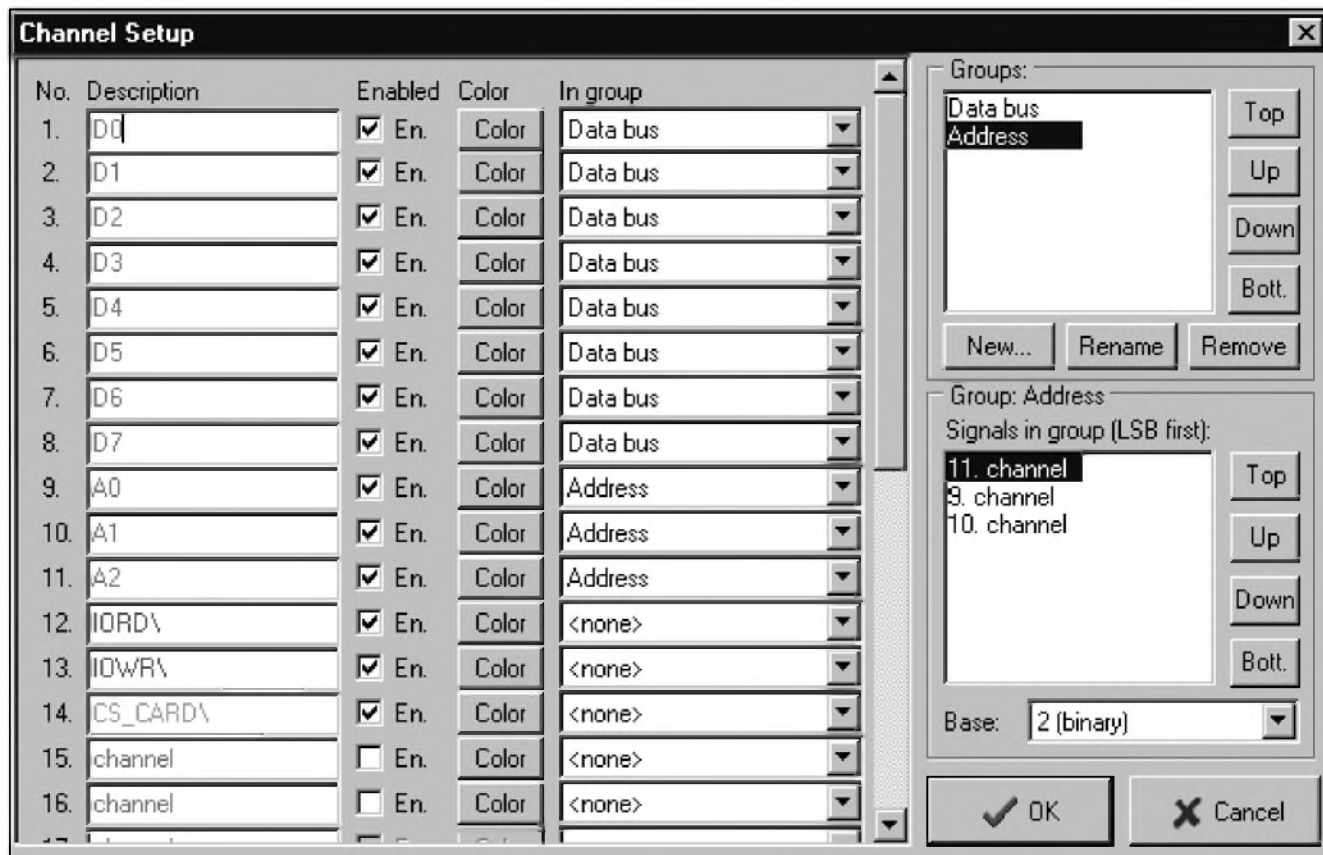 Channel Setup
No. Description Enabled Color In group
1. D0 En. Color Data bus
2. D1 En. Color Data bus
3. D2 En. Color Data bus
4. D3 En. Color Data bus
5. D4 En. Color Data bus
6. D5 En. Color Data bus
7. D6 En. Color Data bus
8. D7 En. Color Data bus
9. A0 En. Color Address
10. A1 En. Color Address
11. A2 En. Color Address
12. IORD\ En. Color <none>
13. IOWR\ En. Color <none>
14. CS_CARD\ En. Color <none>
15. channel En. Color <none>
16. channel En. Color <none>
Groups:
Data bus
Address
Top
Up
Down
Bott.
New... Rename Remove
Group: Address
Signals in group (LSB first):
11. channel
9. channel
10. channel
Top
Up
Down
Bott.
Base: 2 (binary)
OK Cancel